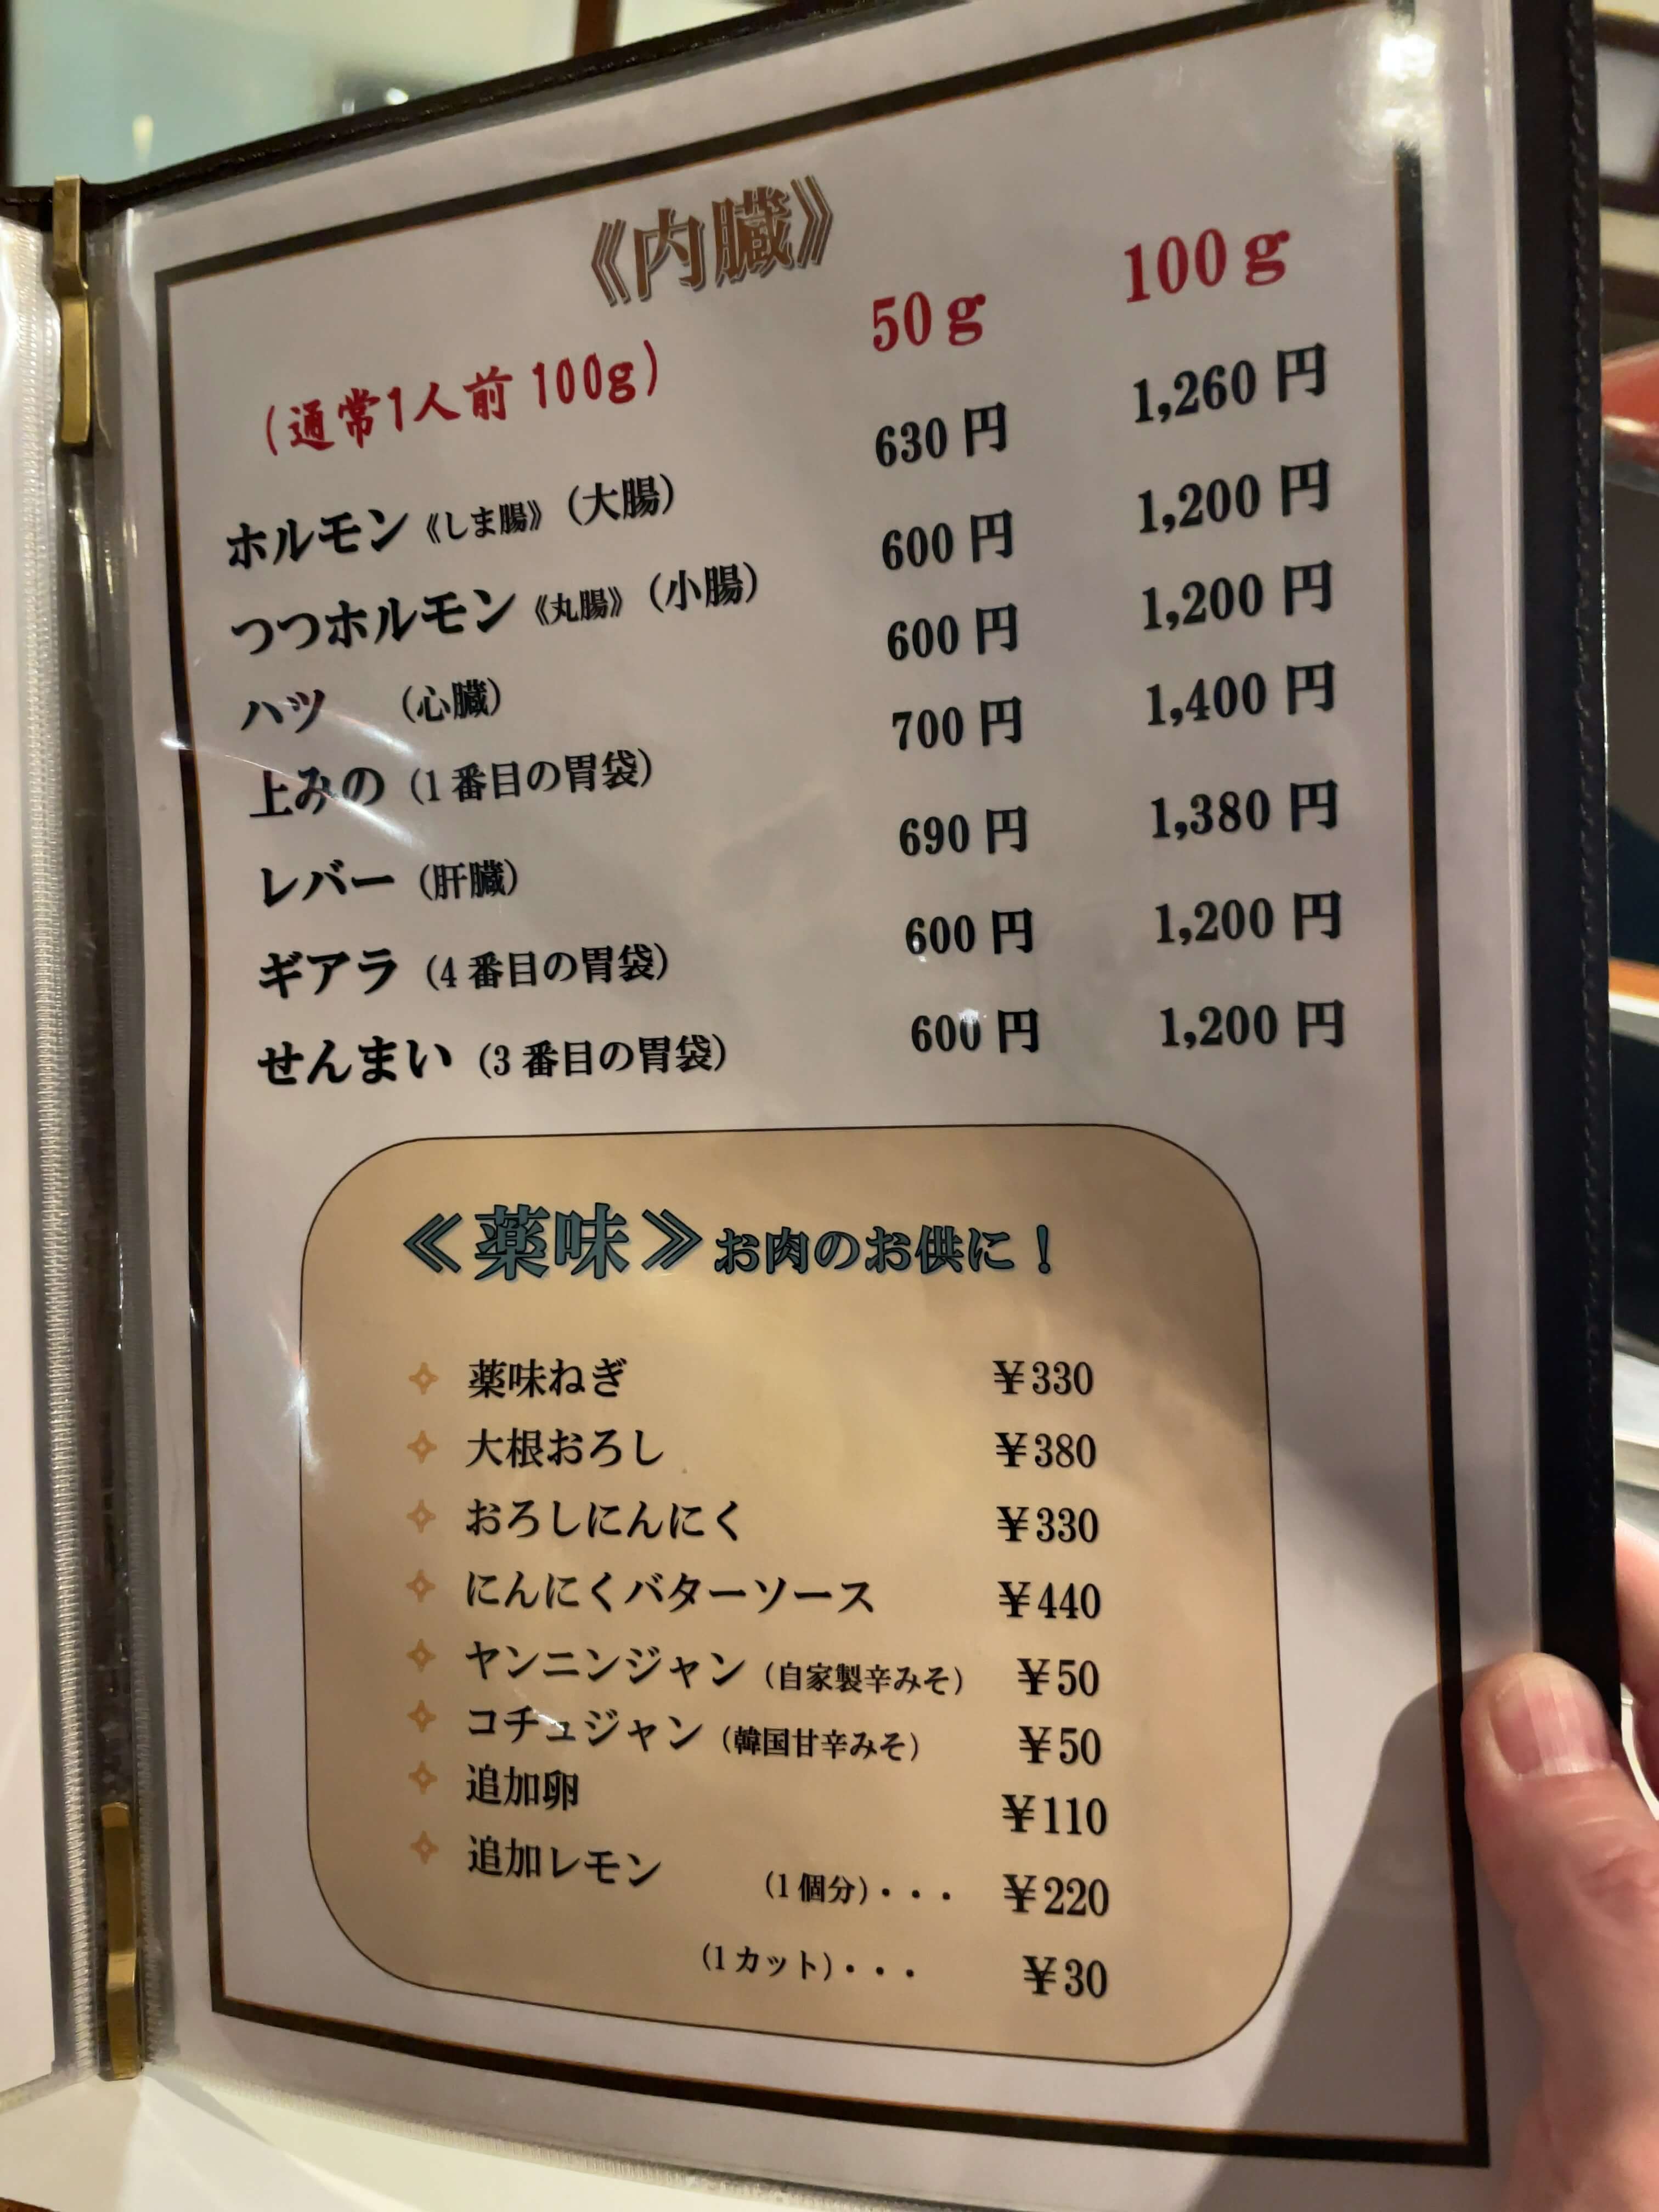 《内臓》
(通常1人前 100g) 50g 100g
ホルモン《しま腸》(大腸) 630円 1,260円
つつホルモン《丸腸》(小腸) 600円 1,200円
ハツ (心臓) 600円 1,200円
上みの (1番目の胃袋) 700円 1,400円
レバー (肝臓) 690円 1,380円
ギアラ (4番目の胃袋) 600円 1,200円
せんまい (3番目の胃袋) 600円 1,200円
《薬味》お肉のお供に！
薬味ねぎ ￥330
大根おろし ￥380
おろしにんにく ￥330
にんにくバターソース ￥440
ヤンニンジャン (自家製辛みそ) ￥50
コチュジャン (韓国甘辛みそ) ￥50
追加卵 ￥110
追加レモン (1個分)・・・ ￥220
(1カット)・・・ ￥30